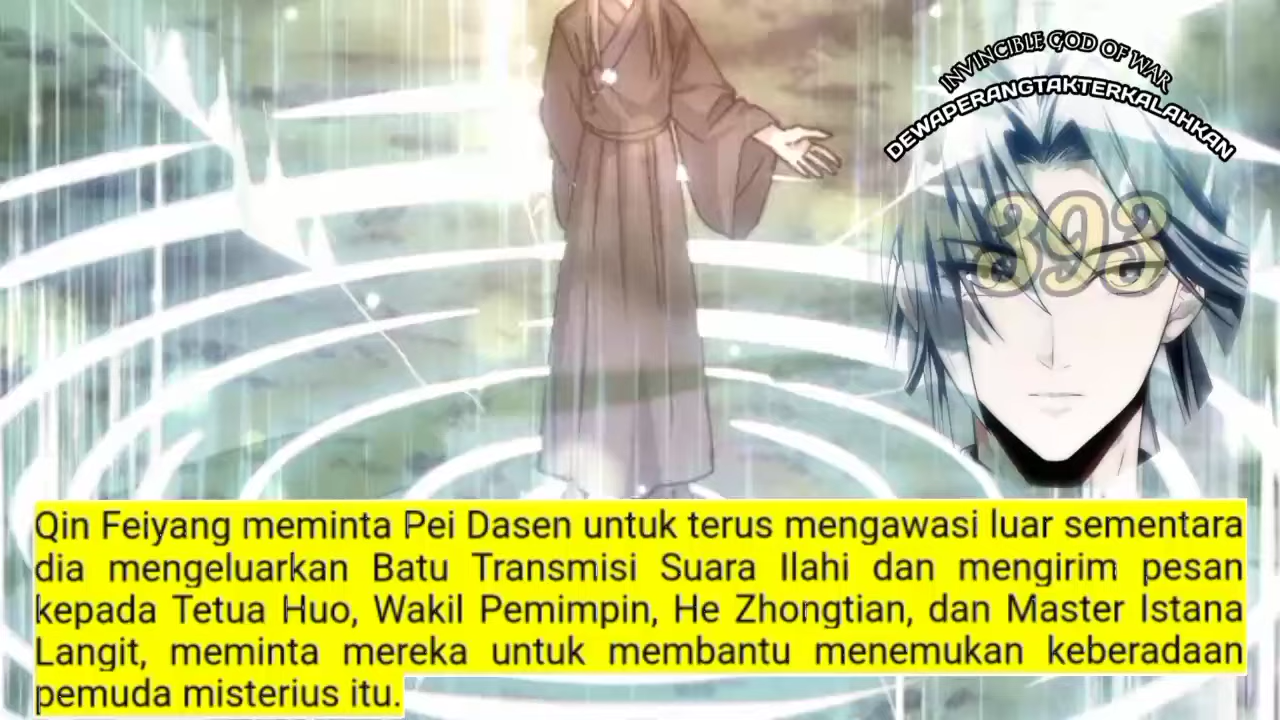 INVINCIBLE GOD OF WAR
DEWAPERANGTAKTERKALAHKAN
393
Qin Feiyang meminta Pei Dasen untuk terus mengawasi luar sementara
dia mengeluarkan Batu Transmisi Suara Ilahi dan mengirim pesan
kepada Tetua Huo, Wakil Pemimpin, He Zhongtian, dan Master Istana
Langit, meminta mereka untuk membantu menemukan keberadaan
pemuda misterius itu.